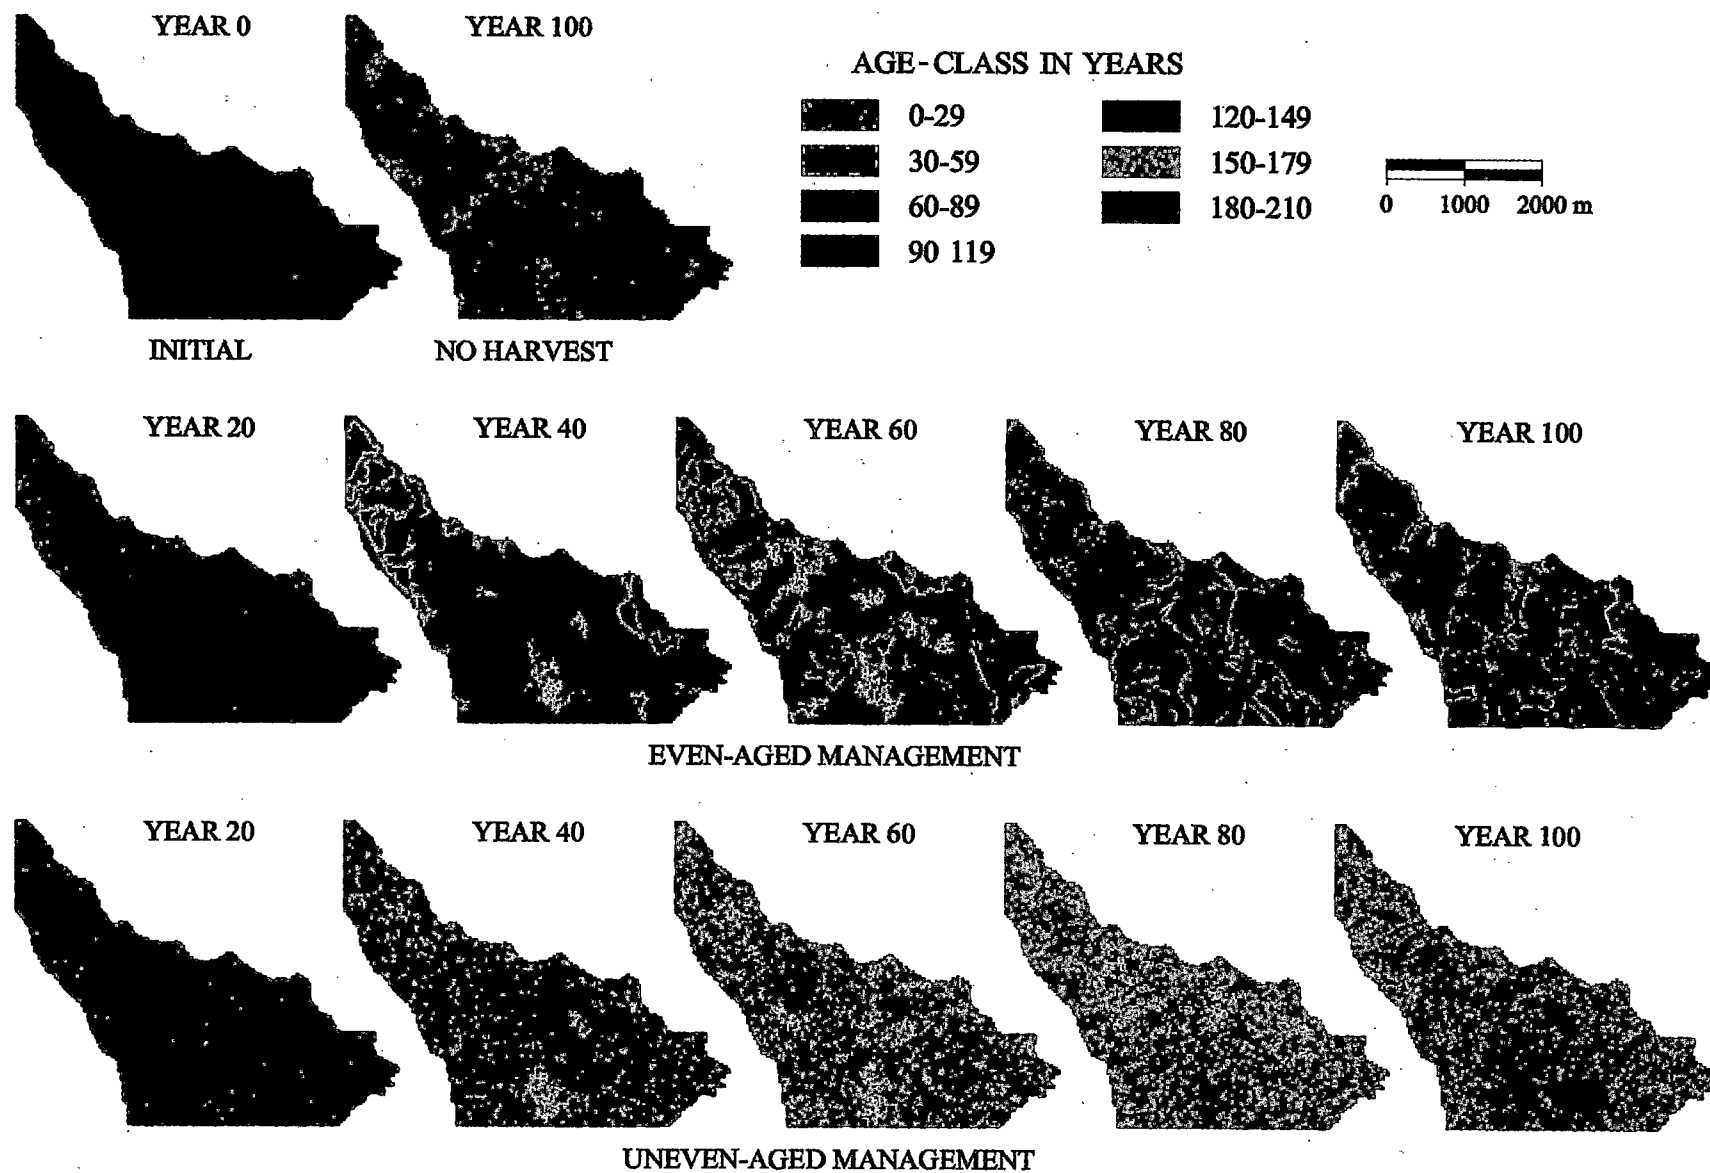 YEAR 0
YEAR 100
AGE-CLASS IN YEARS
0-29
30-59
60-89
90 119
120-149
150-179
180-210
0 1000 2000 m
INITIAL
NO HARVEST
YEAR 20
YEAR 40
YEAR 60
YEAR 80
YEAR 100
EVEN-AGED MANAGEMENT
YEAR 20
YEAR 40
YEAR 60
YEAR 80
YEAR 100
UNEVEN-AGED MANAGEMENT